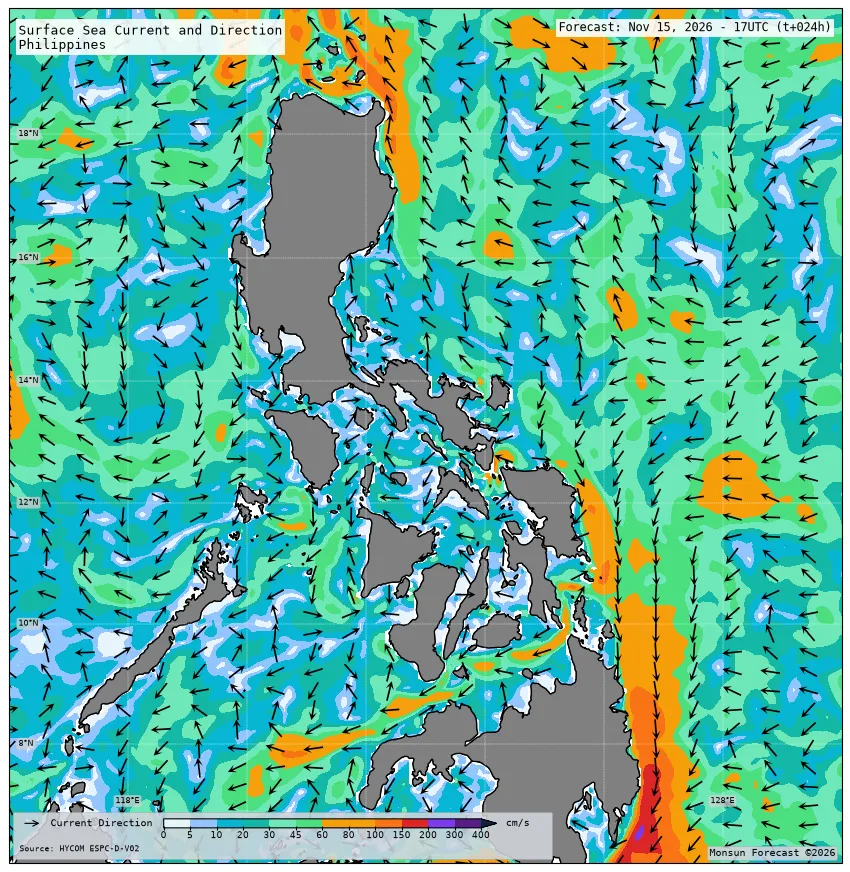 Surface Sea Current and Direction
Philippines
Forecast: Nov 15, 2026 - 17UTC (t+024h)
18°N
16°N
14°N
12°N
10°N
8°N
118°E
128°E
Current Direction
0 5 10 20 30 45 60 80 100 150 200 300 400
cm/s
Source: HYCOM ESPC-D-V02
Monsun Forecast ©2026